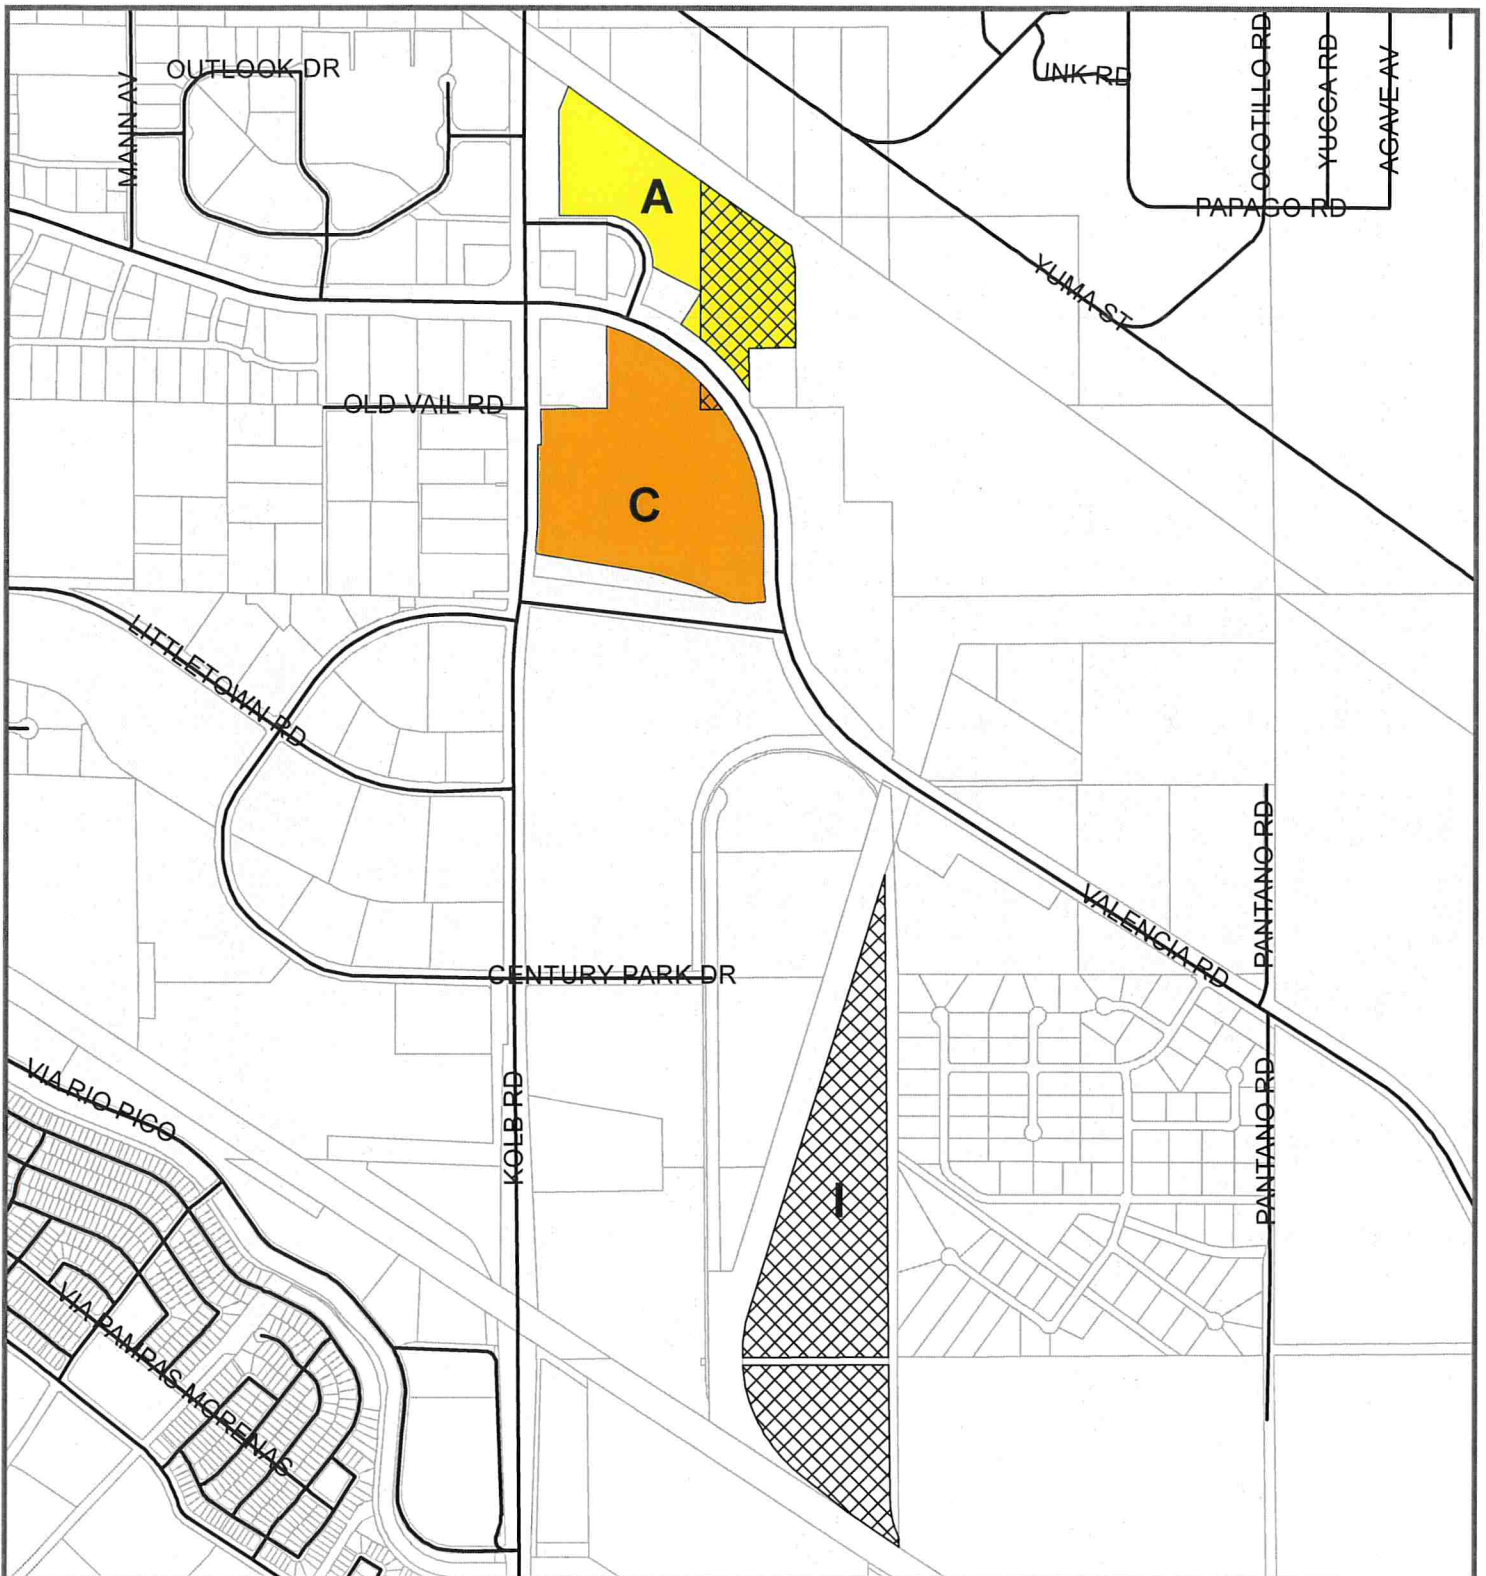 OUTLOOK DR
MANN AV
INK RD
OCOTILLO RD
YUCCA RD
AGAVE AV
A
PAPAGO RD
YUMA ST
OLD VAIL RD
C
LITTLETOWN RD
PANTANO RD
VALENCIA RD
CENTURY PARK DR
VIA RIO PICO
KOLB RD
PANTANO RD
I
VIA PAMPAS MORENAS